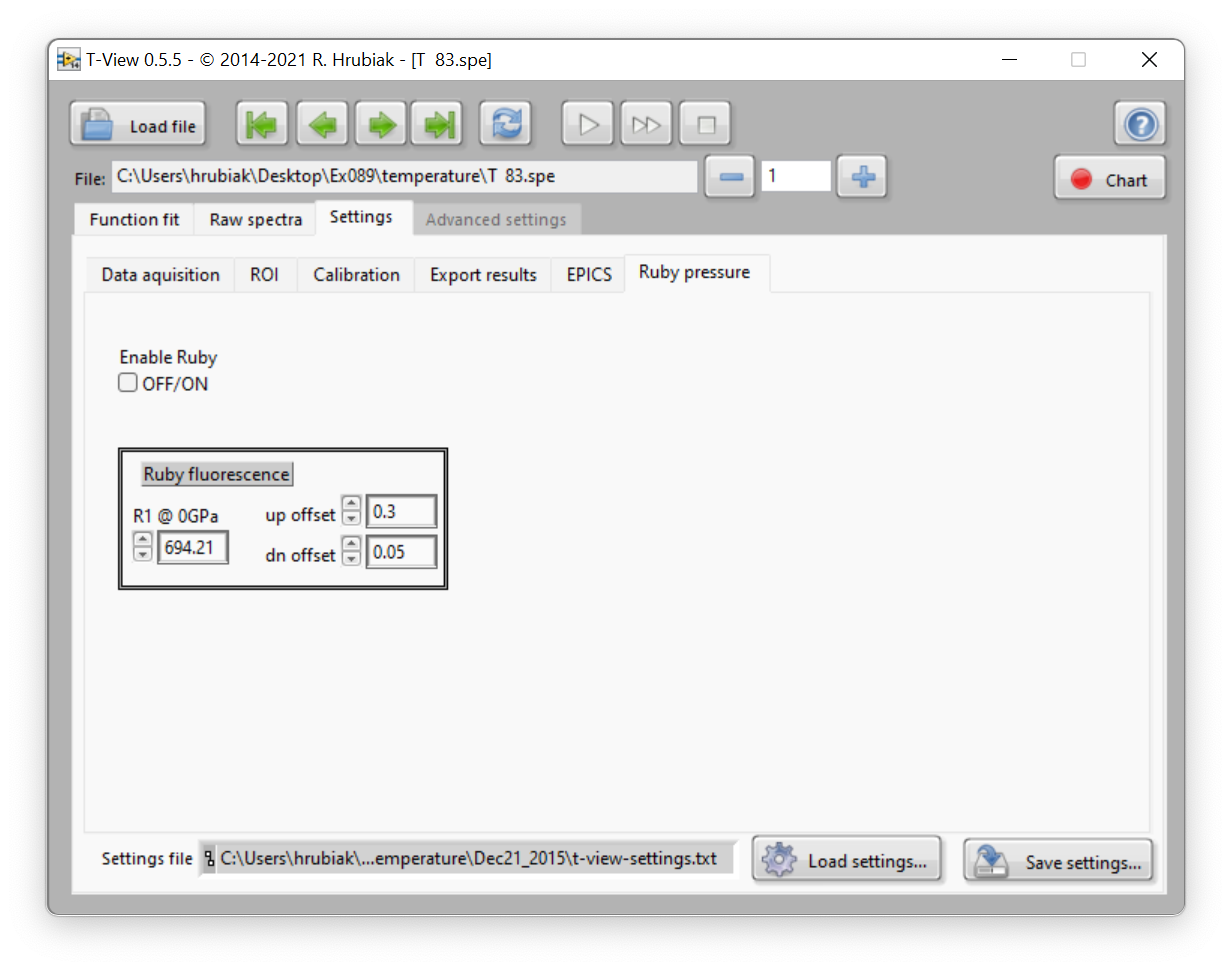 T-View 0.5.5 - © 2014-2021 R. Hrubiak - [T  83.spe]
Load file
File: C:\Users\hrubiak\Desktop\Ex089\temperature\T  83.spe 1 Chart
Function fit Raw spectra Settings Advanced settings
Data aquisition ROI Calibration Export results EPICS Ruby pressure
Enable Ruby
OFF/ON
Ruby fluorescence
R1 @ 0GPa up offset 0.3
694.21 dn offset 0.05
Settings file C:\Users\hrubiak\...emperature\Dec21_2015\t-view-settings.txt Load settings... Save settings...